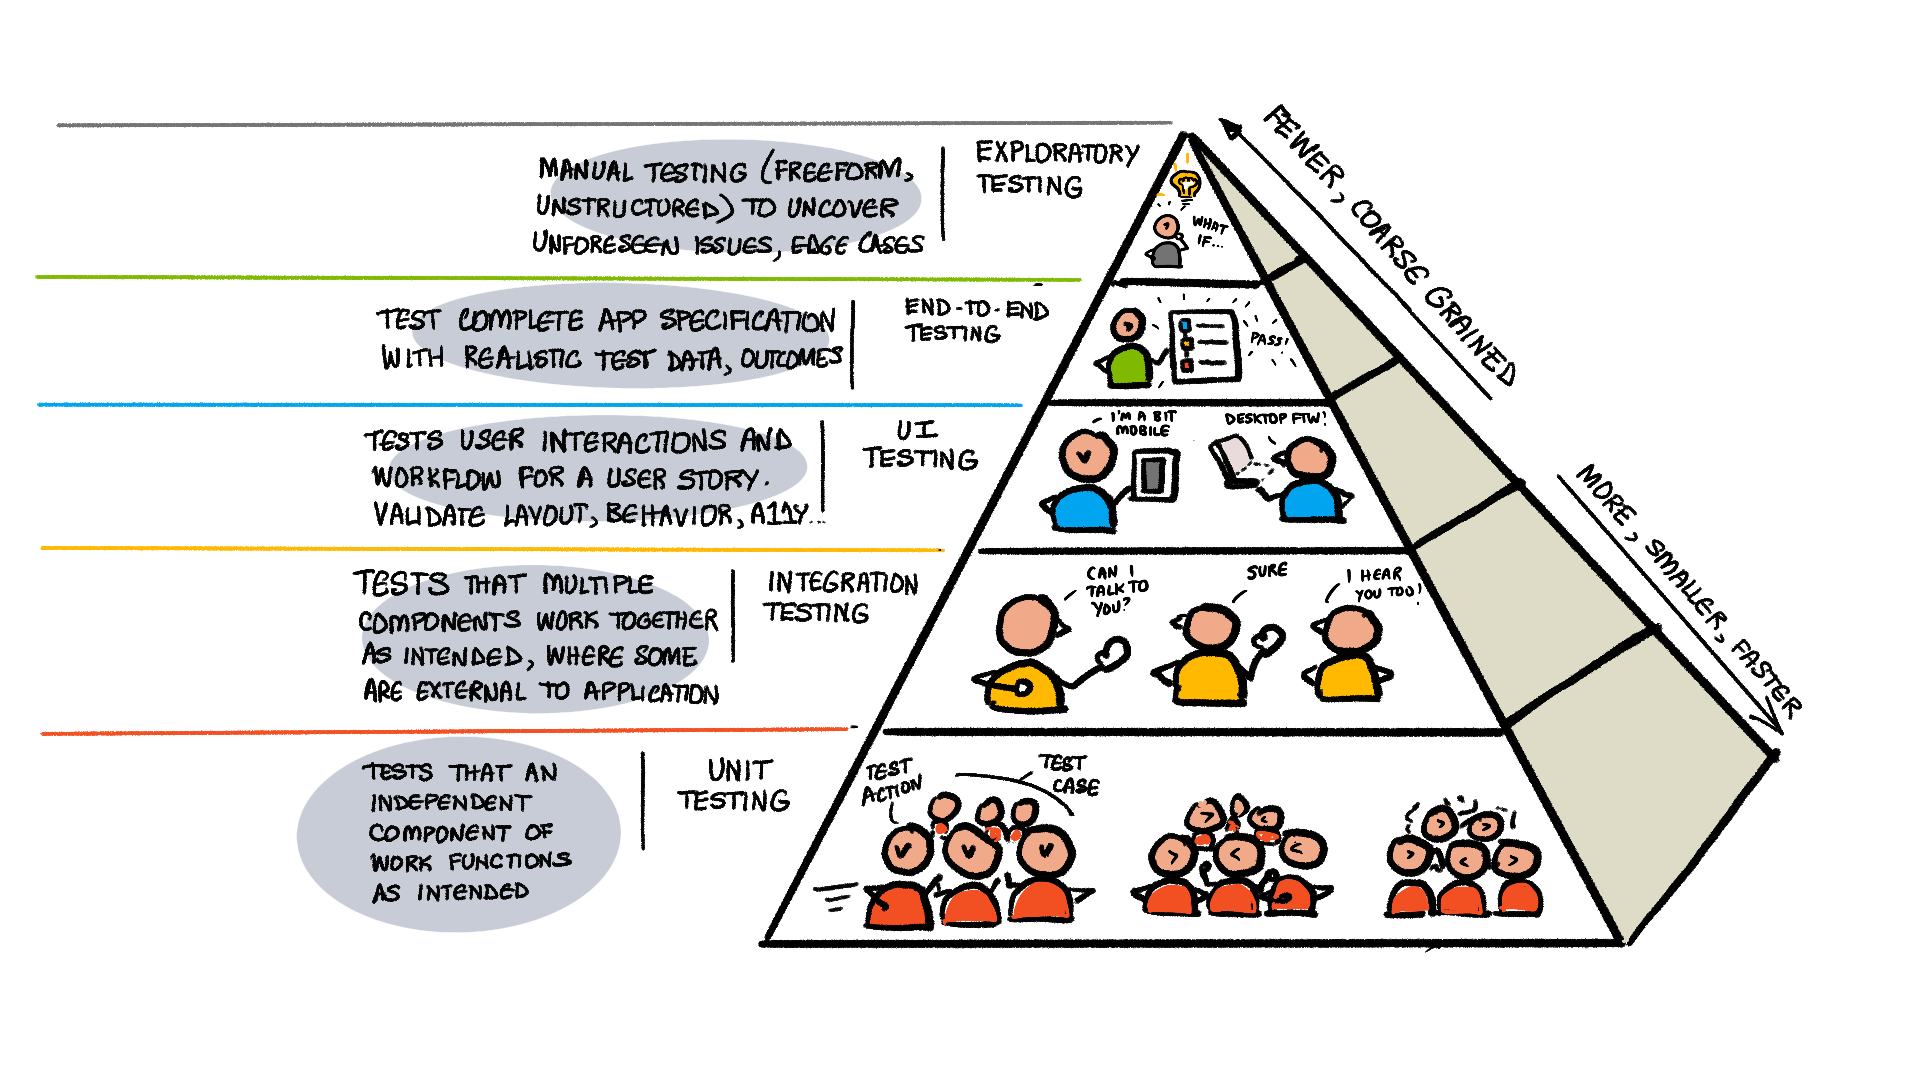 MANUAL TESTING (FREEFORM,
UNSTRUCTURED) TO UNCOVER
UNFORESEEN ISSUES, EDGE CASES
EXPLORATORY
TESTING
WHAT
IF...
FEWER, COARSE GRAINED
TEST COMPLETE APP SPECIFICATION
WITH REALISTIC TEST DATA, OUTCOMES
END-TO-END
TESTING
PASS!
TESTS USER INTERACTIONS AND
WORKFLOW FOR A USER STORY.
VALIDATE LAYOUT, BEHAVIOR, A11Y...
UI
TESTING
I'M A BIT
MOBILE
DESKTOP FTW!
MORE, SMALLER, FASTER
TESTS THAT MULTIPLE
COMPONENTS WORK TOGETHER
AS INTENDED, WHERE SOME
ARE EXTERNAL TO APPLICATION
INTEGRATION
TESTING
CAN I
TALK TO
YOU?
SURE
I HEAR
YOU TOO!
TESTS THAT AN
INDEPENDENT
COMPONENT OF
WORK FUNCTIONS
AS INTENDED
UNIT
TESTING
TEST
ACTION
TEST
CASE